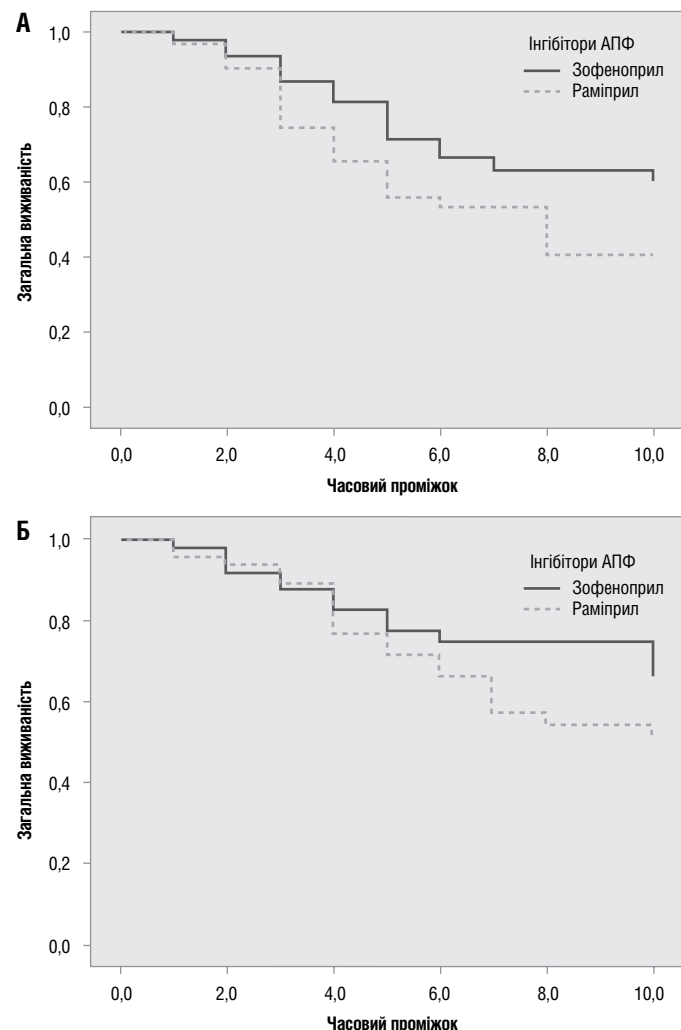 А
1,0
0,8
0,6
0,4
0,2
0,0
Загальна виживаність
Інгібітори АПФ
Зофеноприл
Раміприл
0,0 2,0 4,0 6,0 8,0 10,0
Часовий проміжок
Б
1,0
0,8
0,6
0,4
0,2
0,0
Загальна виживаність
Інгібітори АПФ
Зофеноприл
Раміприл
0,0 2,0 4,0 6,0 8,0 10,0
Часовий проміжок